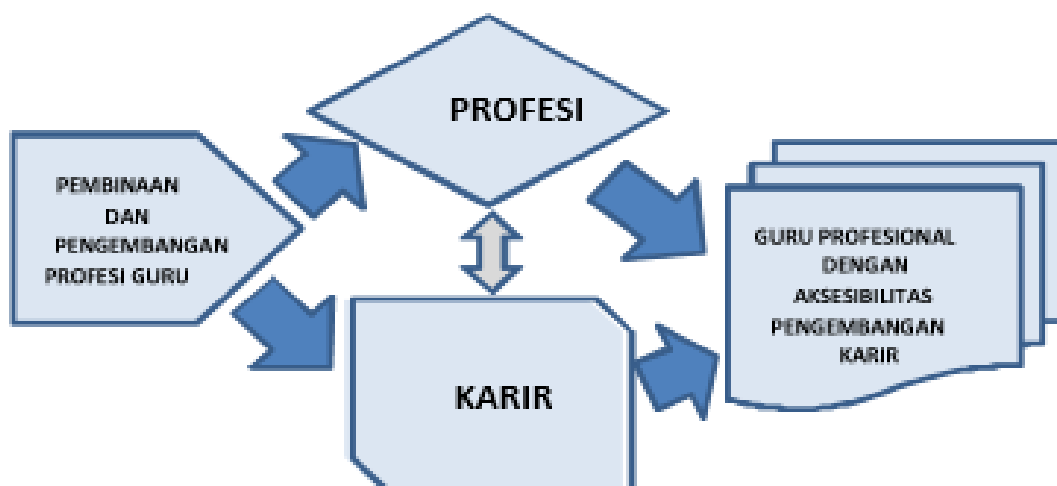 PROFESI
PEMBINAAN
DAN
PENGEMBANGAN
PROFESI GURU
GURU PROFESIONAL
DENGAN
AKSESIBILITAS
PENGEMBANGAN
KARIR
KARIR